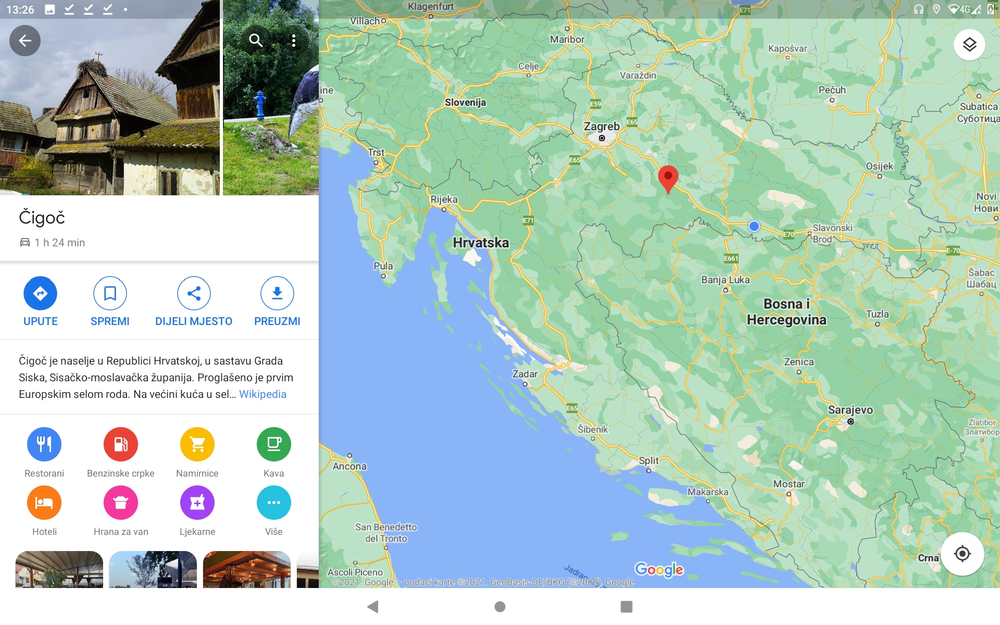 13:26
4G
Čigoč
1 h 24 min
UPUTE
SPREMI
DIJELI MJESTO
PREUZMI
Čigoč je naselje u Republici Hrvatskoj, u sastavu Grada
Siska, Sisačko-moslavačka županija. Proglašeno je prvim
Europskim selom roda. Na većini kuća u sel... Wikipedia
Restorani
Benzinske crpke
Namirnice
Kava
Hoteli
Hrana za van
Ljekarne
Više
Klagenfurt
E71
Villach
Maribor
Kapošvar
Celje
Varaždin
ine
Pečuh
Slovenija
E59
Subatica
Суботица
E65
Zagreb
Trst
E65
Osijek
Rijeka
Novi
Нови
E71
Slavonski
Brod
E70
Hrvatska
E-70
E661
Pula
Banja Luka
Šabac
Шабац
Bosna i
Hercegovina
Tuzla
Zenica
Zadar
E65
Sarajevo
Zlatibor
Златибор
Šibenik
Ancona
Split
Mostar
Makarska
San Benedetto
del Tronto
Crna
Ascoli Piceno
Jadran
Google
©2021. Google – podaci karte ©2021. GeoBasis-DE/BKG (©2009), Google